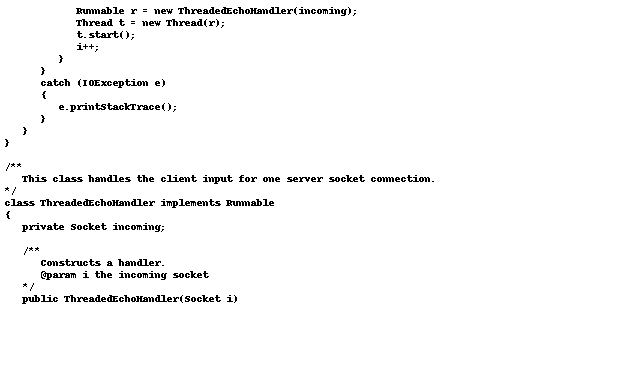 Runnable r = new ThreadedEchoHandler(incoming);
Thread t = new Thread(r);
t.start();
i++;
}
}
catch (IOException e)
{
e.printStackTrace();
}
}
}
/**
This class handles the client input for one server socket connection.
*/
class ThreadedEchoHandler implements Runnable
{
private Socket incoming;
/**
Constructs a handler.
@param i the incoming socket
*/
public ThreadedEchoHandler(Socket i)